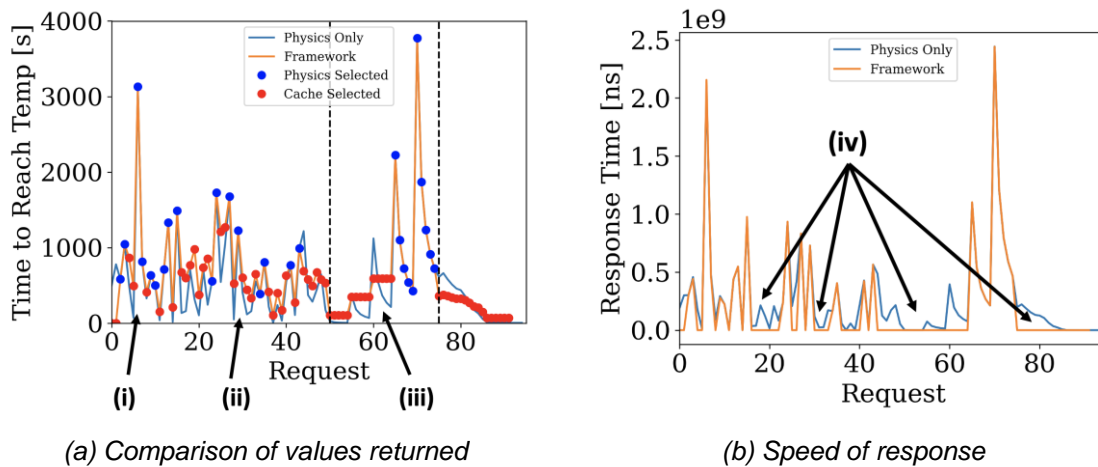 4000
3000
2000
1000
0
Time to Reach Temp [s]
Physics Only
Framework
Physics Selected
Cache Selected
0
20
40
60
80
Request
(i)
(ii)
(iii)
(a) Comparison of values returned
1e9
2.5
2.0
1.5
1.0
0.5
0.0
Response Time [ns]
Physics Only
Framework
(iv)
0
20
40
60
80
Request
(b) Speed of response